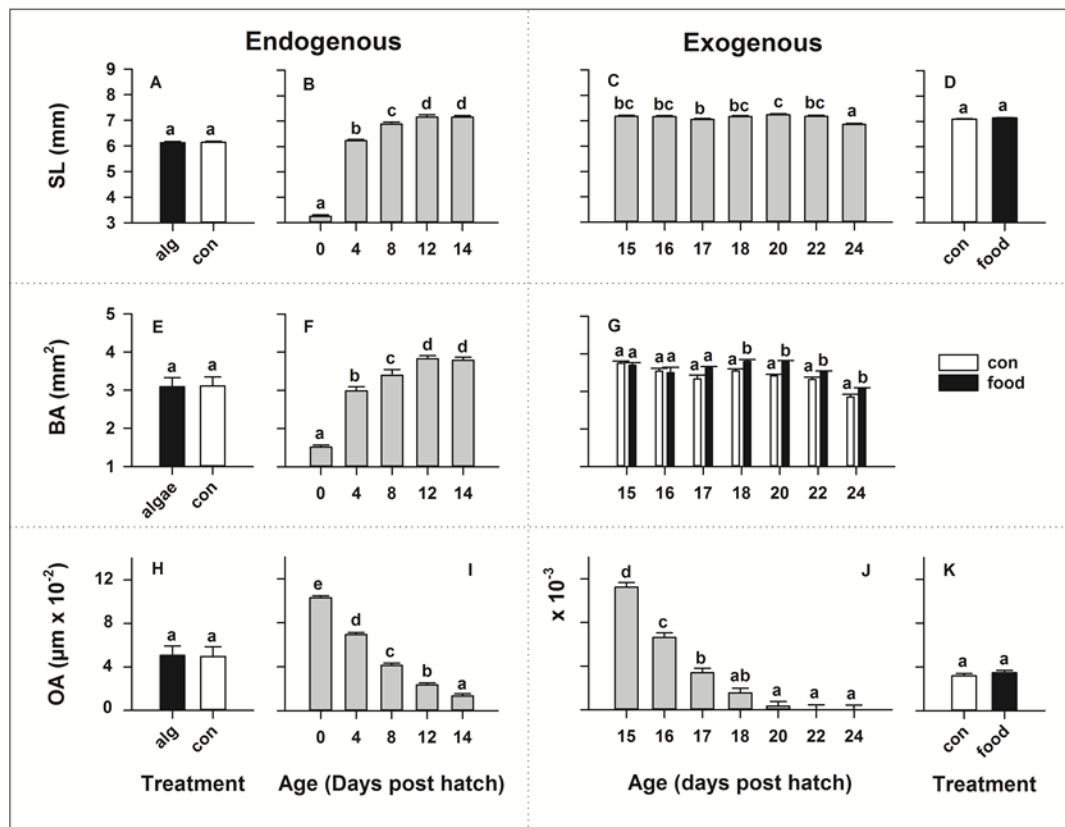 Endogenous Exogenous
SL (mm)
9
8
7
6
5
4
3
A
a a
alg con
B
a b c d d
0 4 8 12 14
C
bc bc b bc c bc a
15 16 17 18 20 22 24
D
a a
con food
BA (mm²)
5
4
3
2
1
E
a a
algae con
F
a b c d d
0 4 8 12 14
G
a a a a a a a b a b a b a b
15 16 17 18 20 22 24
con
food
OA (µm x 10⁻²)
12
8
4
0
H
a a
alg con
I
e d c b a
0 4 8 12 14
x 10⁻³
J
d c b ab a a a
15 16 17 18 20 22 24
K
a a
con food
Treatment Age (Days post hatch) Age (days post hatch) Treatment